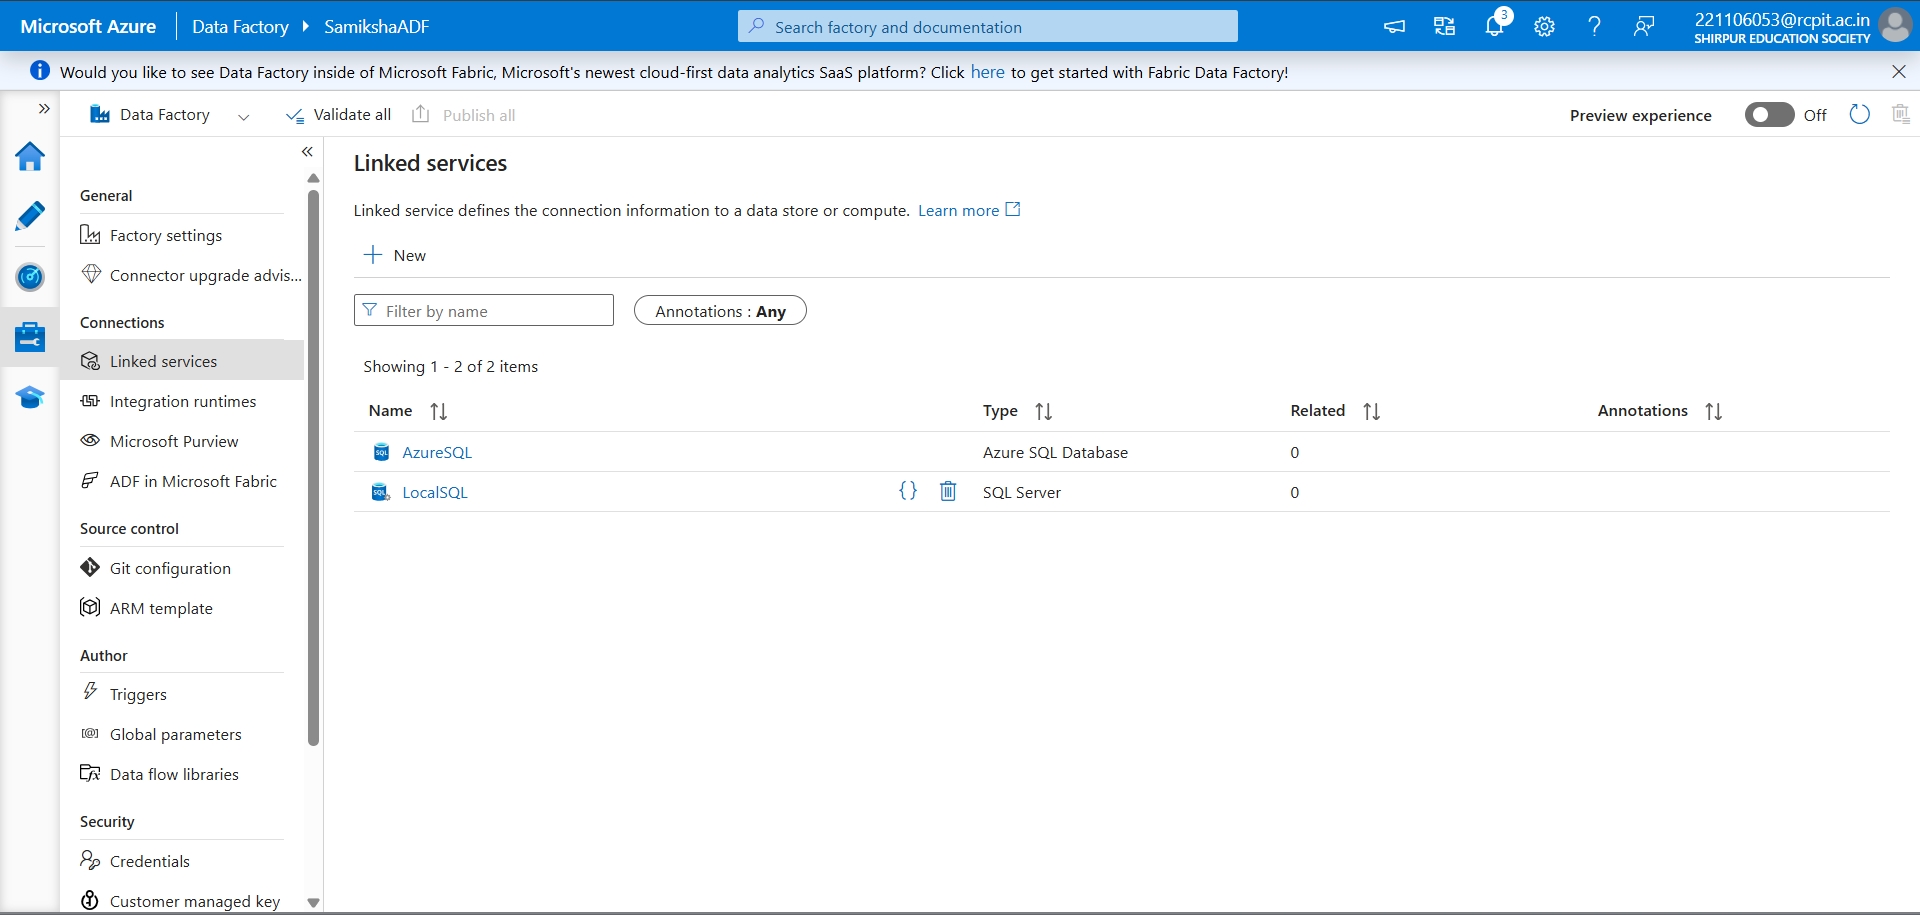 Microsoft Azure Data Factory SamikshaADF Search factory and documentation 3 221106053@rcpit.ac.in
SHIRPUR EDUCATION SOCIETY
Would you like to see Data Factory inside of Microsoft Fabric, Microsoft's newest cloud-first data analytics SaaS platform? Click here to get started with Fabric Data Factory!
Data Factory Validate all Publish all Preview experience Off
General
Factory settings
Connector upgrade advis...
Connections
Linked services
Integration runtimes
Microsoft Purview
ADF in Microsoft Fabric
Source control
Git configuration
ARM template
Author
Triggers
Global parameters
Data flow libraries
Security
Credentials
Customer managed key
Linked services
Linked service defines the connection information to a data store or compute. Learn more
New
Filter by name Annotations : Any
Showing 1 - 2 of 2 items
Name Type Related Annotations
AzureSQL Azure SQL Database 0
LocalSQL {} SQL Server 0